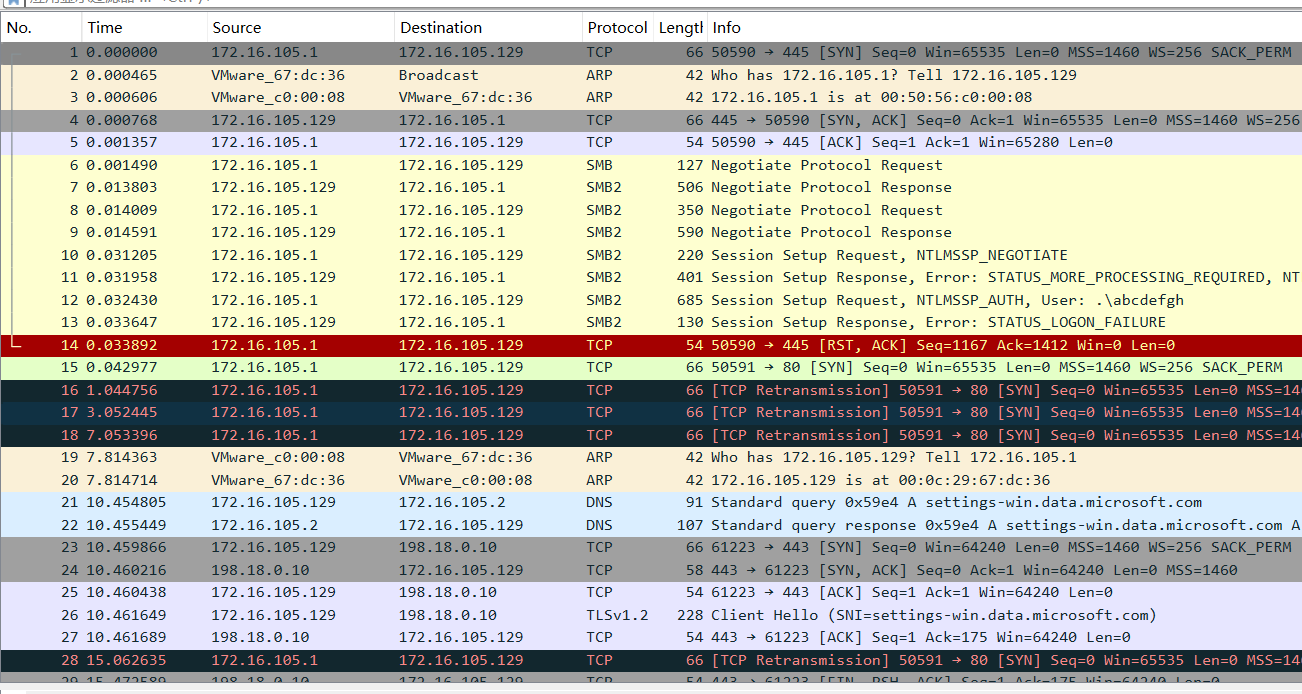 No. Time Source Destination Protocol Length Info
1 0.000000 172.16.105.1 172.16.105.129 TCP 66 50590 → 445 [SYN] Seq=0 Win=65535 Len=0 MSS=1460 WS=256 SACK_PERM
2 0.000465 VMware_67:dc:36 Broadcast ARP 42 Who has 172.16.105.1? Tell 172.16.105.129
3 0.000606 VMware_c0:00:08 VMware_67:dc:36 ARP 42 172.16.105.1 is at 00:50:56:c0:00:08
4 0.000768 172.16.105.129 172.16.105.1 TCP 66 445 → 50590 [SYN, ACK] Seq=0 Ack=1 Win=65535 Len=0 MSS=1460 WS=256
5 0.001357 172.16.105.1 172.16.105.129 TCP 54 50590 → 445 [ACK] Seq=1 Ack=1 Win=65280 Len=0
6 0.001490 172.16.105.1 172.16.105.129 SMB 127 Negotiate Protocol Request
7 0.013803 172.16.105.129 172.16.105.1 SMB2 506 Negotiate Protocol Response
8 0.014009 172.16.105.1 172.16.105.129 SMB2 350 Negotiate Protocol Request
9 0.014591 172.16.105.129 172.16.105.1 SMB2 590 Negotiate Protocol Response
10 0.031205 172.16.105.1 172.16.105.129 SMB2 220 Session Setup Request, NTLMSSP_NEGOTIATE
11 0.031958 172.16.105.129 172.16.105.1 SMB2 401 Session Setup Response, Error: STATUS_MORE_PROCESSING_REQUIRED, NT
12 0.032430 172.16.105.1 172.16.105.129 SMB2 685 Session Setup Request, NTLMSSP_AUTH, User: .\abcdefgh
13 0.033647 172.16.105.129 172.16.105.1 SMB2 130 Session Setup Response, Error: STATUS_LOGON_FAILURE
14 0.033892 172.16.105.1 172.16.105.129 TCP 54 50590 → 445 [RST, ACK] Seq=1167 Ack=1412 Win=0 Len=0
15 0.042977 172.16.105.1 172.16.105.129 TCP 66 50591 → 80 [SYN] Seq=0 Win=65535 Len=0 MSS=1460 WS=256 SACK_PERM
16 1.044756 172.16.105.1 172.16.105.129 TCP 66 [TCP Retransmission] 50591 → 80 [SYN] Seq=0 Win=65535 Len=0 MSS=14
17 3.052445 172.16.105.1 172.16.105.129 TCP 66 [TCP Retransmission] 50591 → 80 [SYN] Seq=0 Win=65535 Len=0 MSS=14
18 7.053396 172.16.105.1 172.16.105.129 TCP 66 [TCP Retransmission] 50591 → 80 [SYN] Seq=0 Win=65535 Len=0 MSS=14
19 7.814363 VMware_c0:00:08 VMware_67:dc:36 ARP 42 Who has 172.16.105.129? Tell 172.16.105.1
20 7.814714 VMware_67:dc:36 VMware_c0:00:08 ARP 42 172.16.105.129 is at 00:0c:29:67:dc:36
21 10.454805 172.16.105.129 172.16.105.2 DNS 91 Standard query 0x59e4 A settings-win.data.microsoft.com
22 10.455449 172.16.105.2 172.16.105.129 DNS 107 Standard query response 0x59e4 A settings-win.data.microsoft.com A
23 10.459866 172.16.105.129 198.18.0.10 TCP 66 61223 → 443 [SYN] Seq=0 Win=64240 Len=0 MSS=1460 WS=256 SACK_PERM
24 10.460216 198.18.0.10 172.16.105.129 TCP 58 443 → 61223 [SYN, ACK] Seq=0 Ack=1 Win=64240 Len=0 MSS=1460
25 10.460438 172.16.105.129 198.18.0.10 TCP 54 61223 → 443 [ACK] Seq=1 Ack=1 Win=64240 Len=0
26 10.461649 172.16.105.129 198.18.0.10 TLSv1.2 228 Client Hello (SNI=settings-win.data.microsoft.com)
27 10.461689 198.18.0.10 172.16.105.129 TCP 54 443 → 61223 [ACK] Seq=1 Ack=175 Win=64240 Len=0
28 15.062635 172.16.105.1 172.16.105.129 TCP 66 [TCP Retransmission] 50591 → 80 [SYN] Seq=0 Win=65535 Len=0 MSS=14
29 15.472589 198.18.0.10 172.16.105.129 TCP 54 443 → 61223 [FIN, PSH, ACK] Seq=1 Ack=175 Win=64240 Len=0